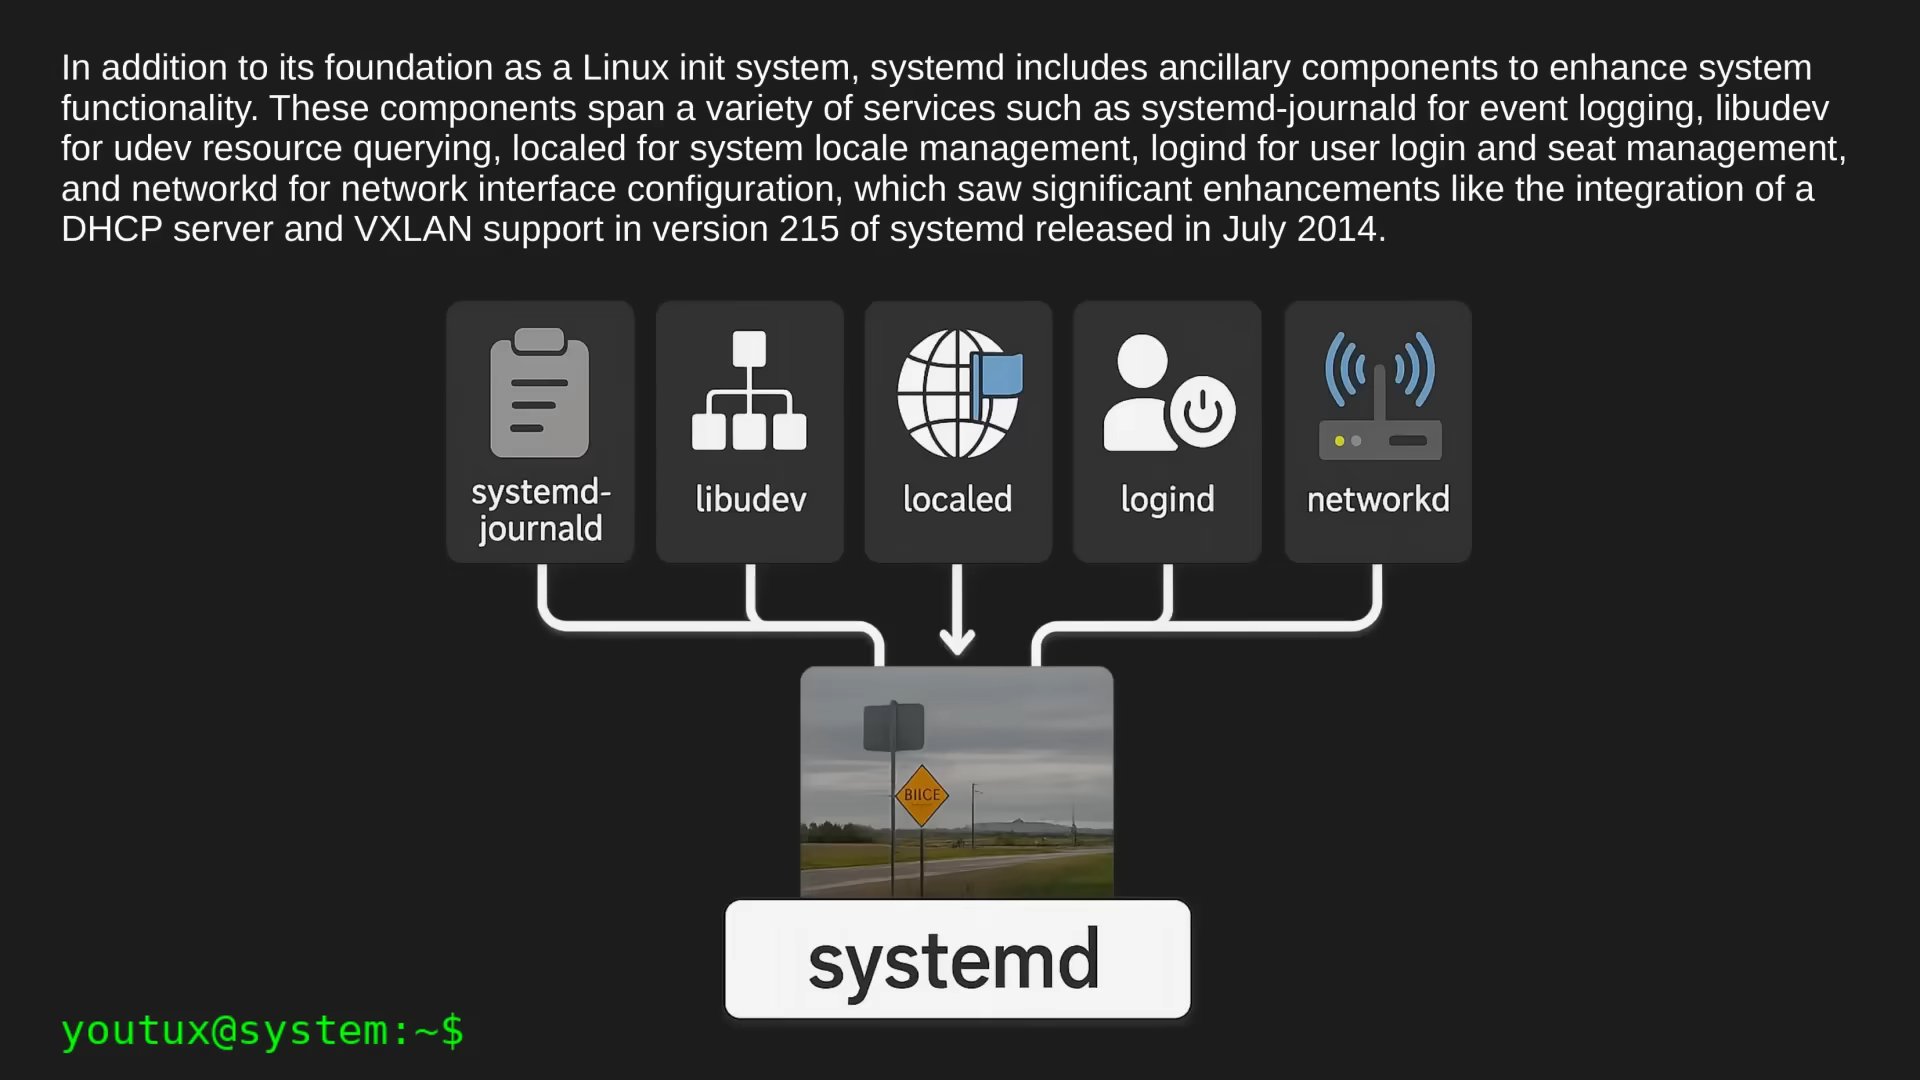 In addition to its foundation as a Linux init system, systemd includes ancillary components to enhance system
functionality. These components span a variety of services such as systemd-journald for event logging, libudev
for udev resource querying, localed for system locale management, logind for user login and seat management,
and networkd for network interface configuration, which saw significant enhancements like the integration of a
DHCP server and VXLAN support in version 215 of systemd released in July 2014.
systemd-
journald
libudev
localed
logind
networkd
BIICE
systemd
youtux@system:~$